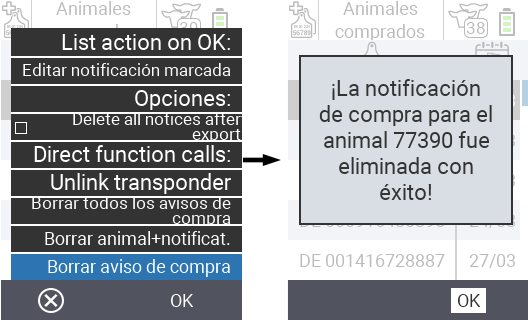 Animales
List action on OK:
Editar notificación marcada
Opciones:
Delete all notices after
export
Direct function calls:
Unlink transponder
Borrar todos los avisos de
compra
Borrar animal+notificat.
Borrar aviso de compra
OK
Animales
comprados
38
¡La notificación
de compra para el
animal 77390 fue
eliminada con
éxito!
DE 001416728887 27/03
OK